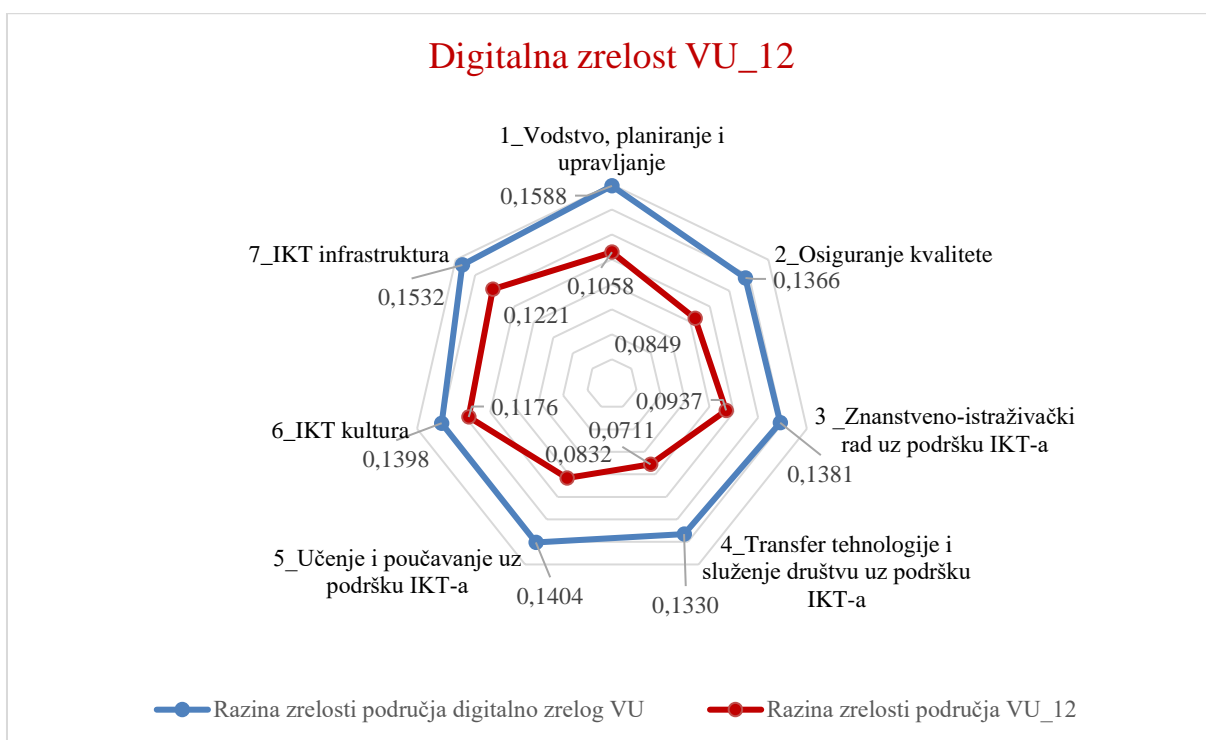 Digitalna zrelost VU_12
1_Vodstvo, planiranje i
upravljanje
0,1588
7_IKT infrastruktura
2_Osiguranje kvalitete
0,1366
0,1532
0,1058
0,1221
0,0849
0,1176
0,0937
3 _Znanstveno-istraživački
rad uz podršku IKT-a
6_IKT kultura
0,0711
0,1398
0,0832
0,1381
4_Transfer tehnologije i
služenje društvu uz podršku
IKT-a
5_Učenje i poučavanje uz
podršku IKT-a
0,1404
0,1330
Razina zrelosti područja digitalno zrelog VU
Razina zrelosti područja VU_12